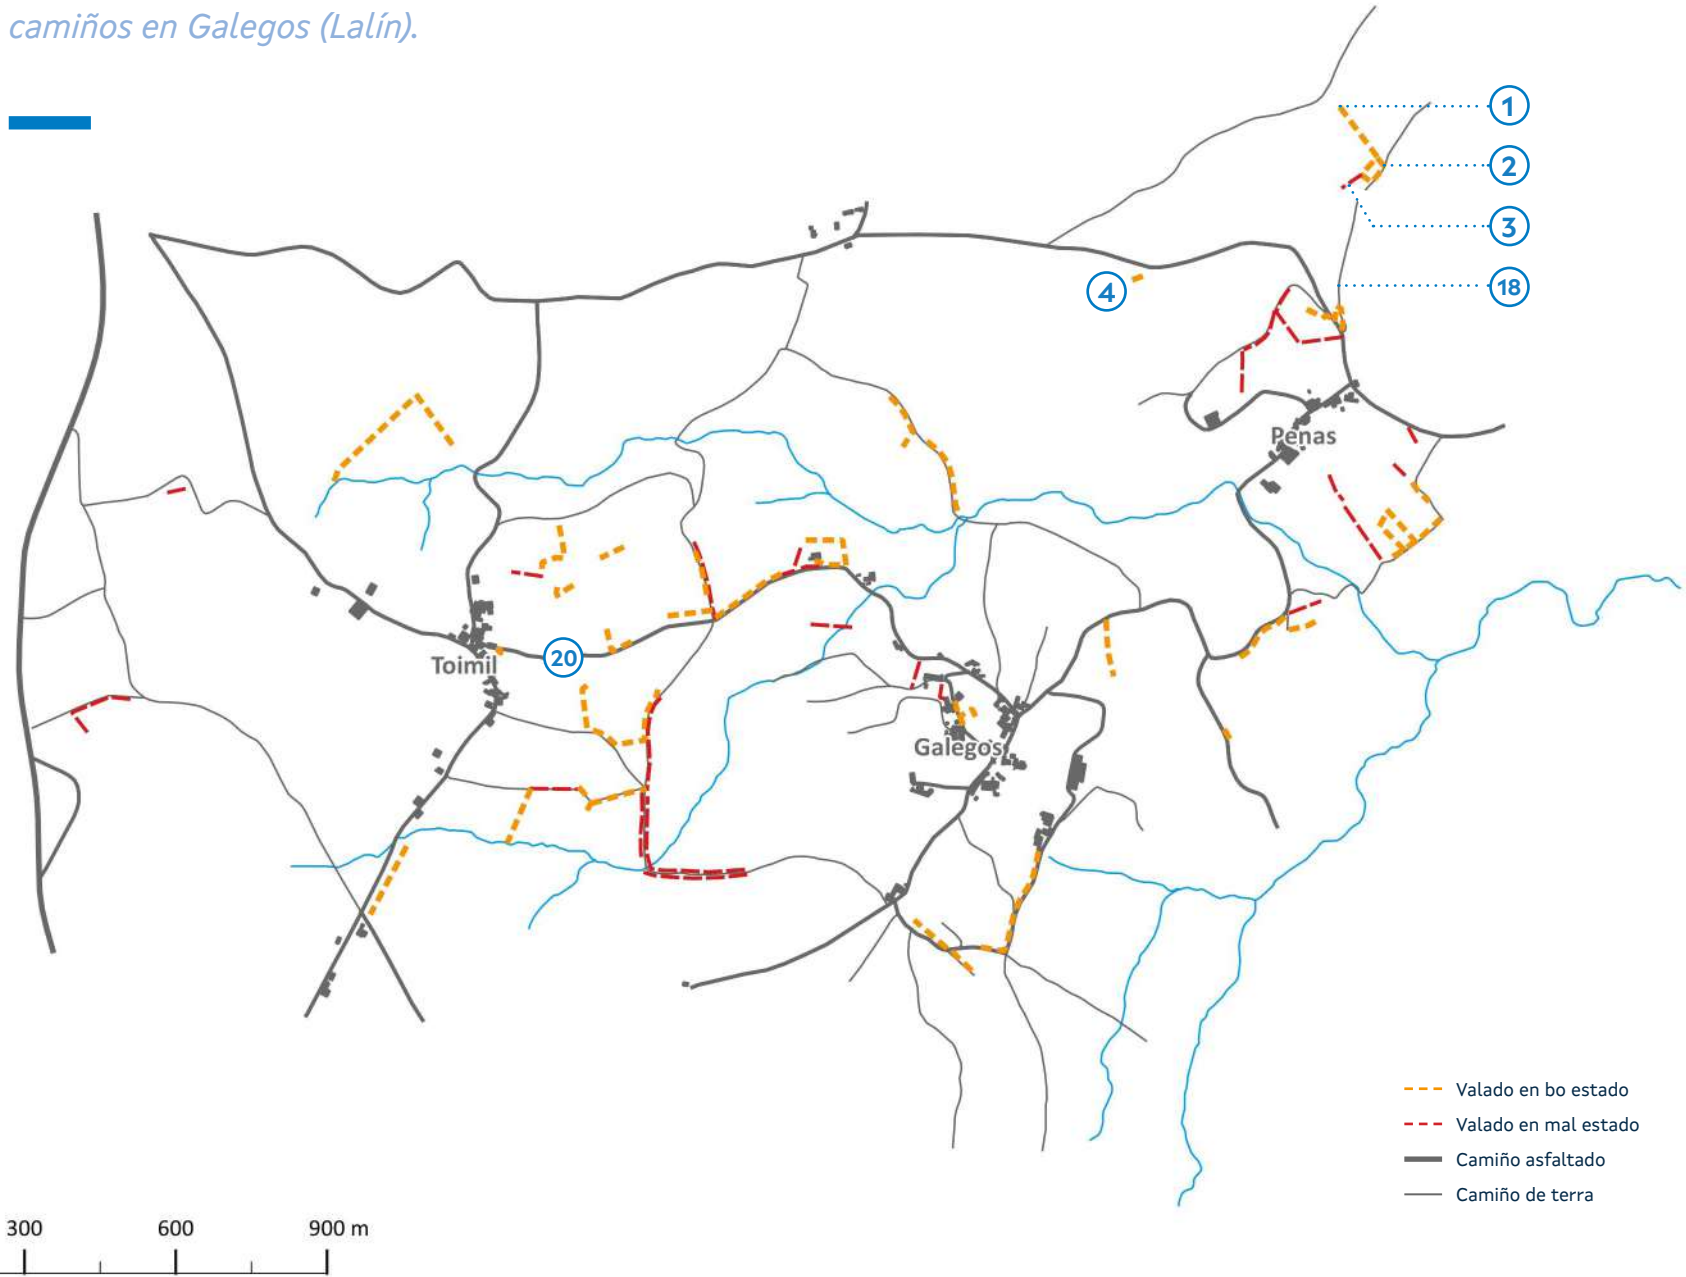 camiños en Galegos (Lalín).
1
2
3
4
18
Penas
20
Toimil
Galegos
Valado en bo estado
Valado en mal estado
Camiño asfaltado
Camiño de terra
300 600 900 m